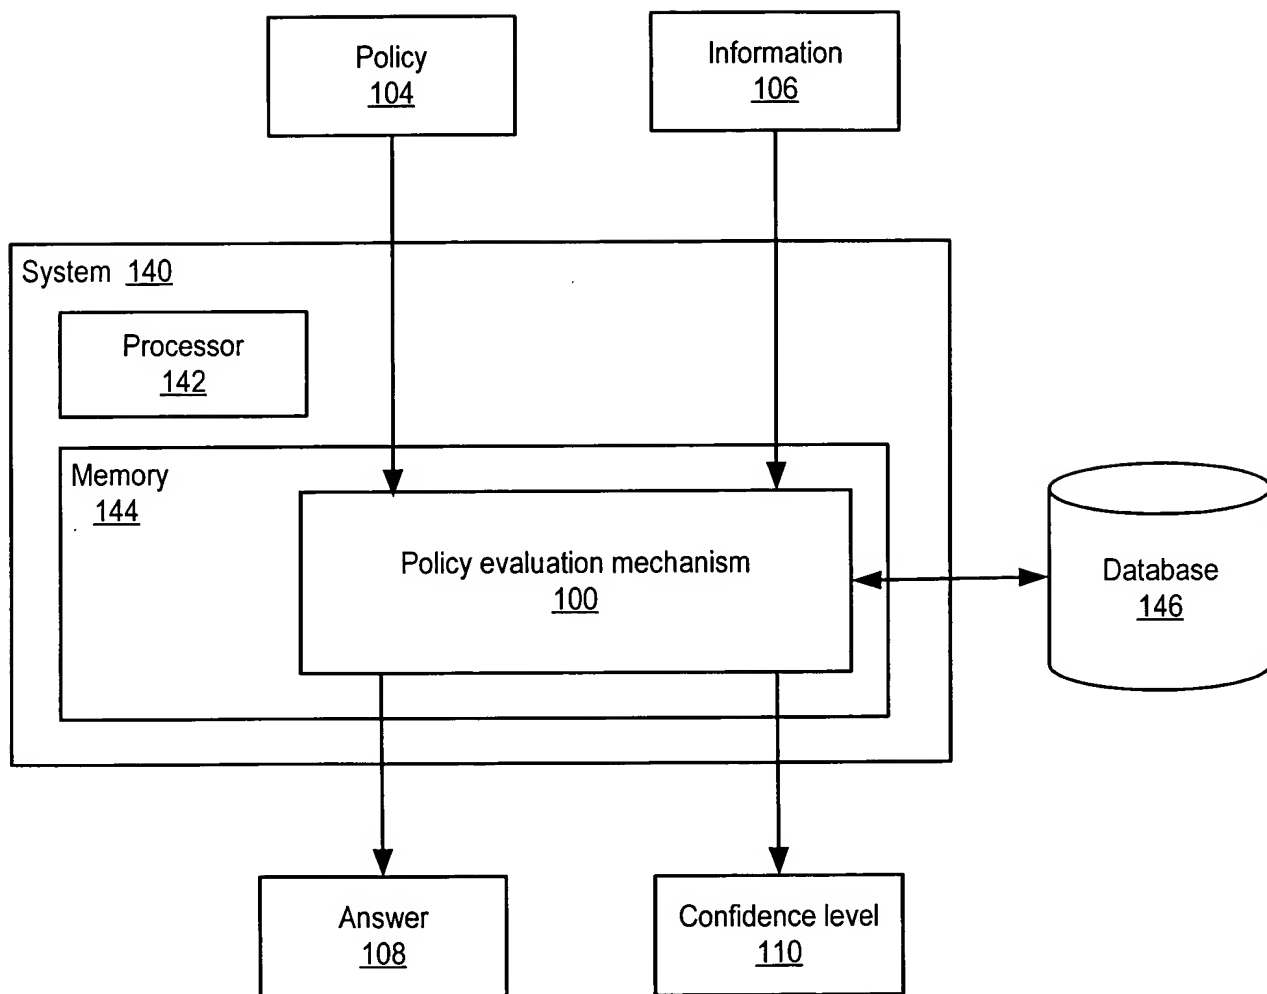 Policy
104
Information
106
System 140
Processor
142
Memory
144
Policy evaluation mechanism
100
Database
146
Answer
108
Confidence level
110